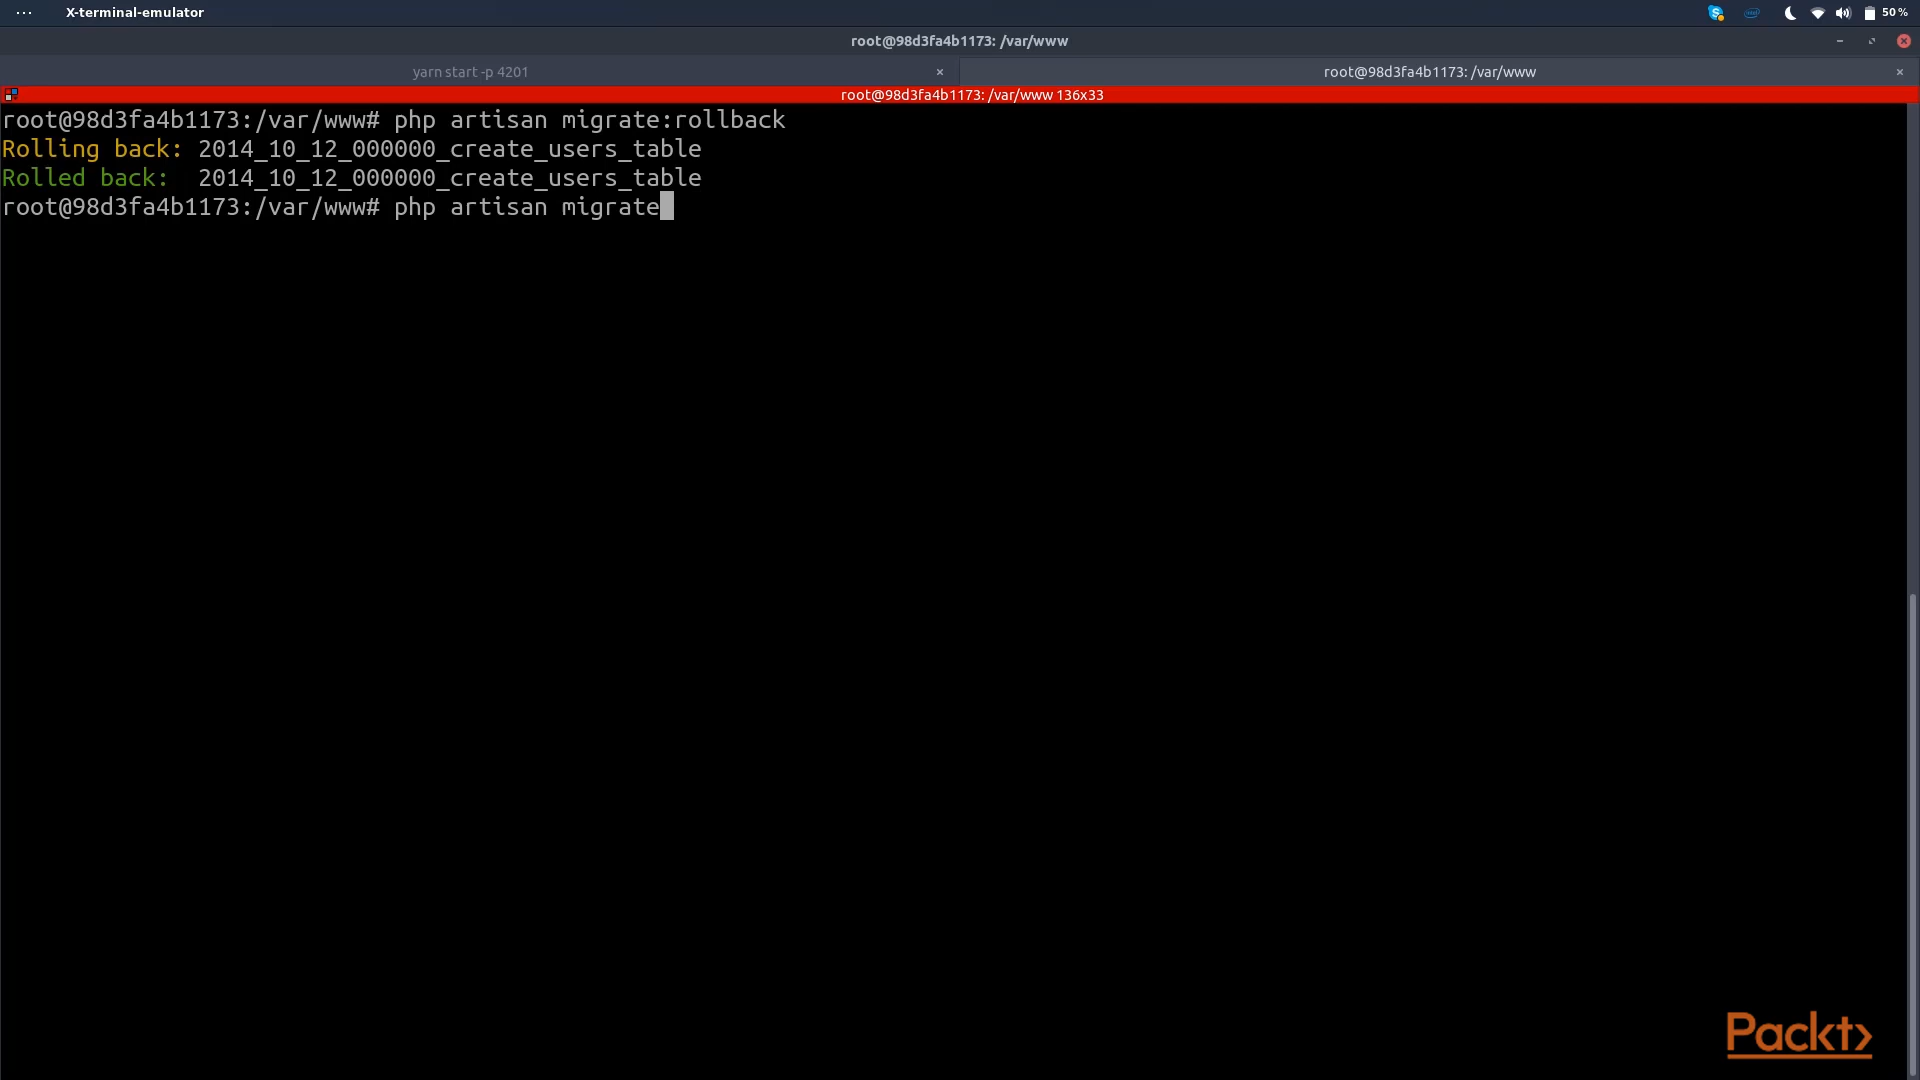 ... X-terminal-emulator 50%
root@98d3fa4b1173: /var/www
yarn start -p 4201 × root@98d3fa4b1173: /var/www ×
root@98d3fa4b1173: /var/www 136x33
root@98d3fa4b1173:/var/www# php artisan migrate:rollback
Rolling back: 2014_10_12_000000_create_users_table
Rolled back:  2014_10_12_000000_create_users_table
root@98d3fa4b1173:/var/www# php artisan migrate
Packt>